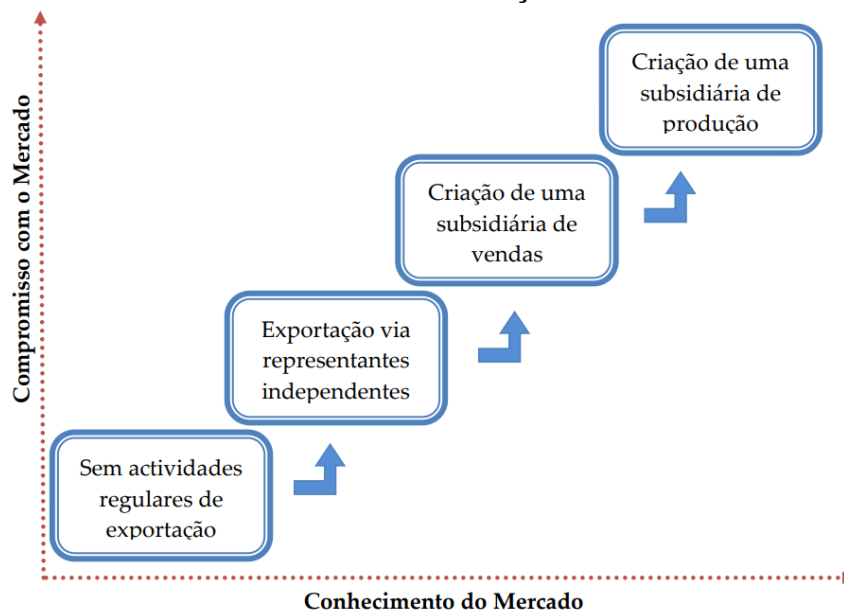 Criação de uma
subsidiária de
produção
Criação de uma
subsidiária de
vendas
Exportação via
representantes
independentes
Sem actividades
regulares de
exportação
Compromisso com o Mercado
Conhecimento do Mercado